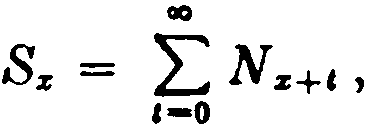 $S_x = \sum_{t=0}^{\infty} N_{x+t} ,$